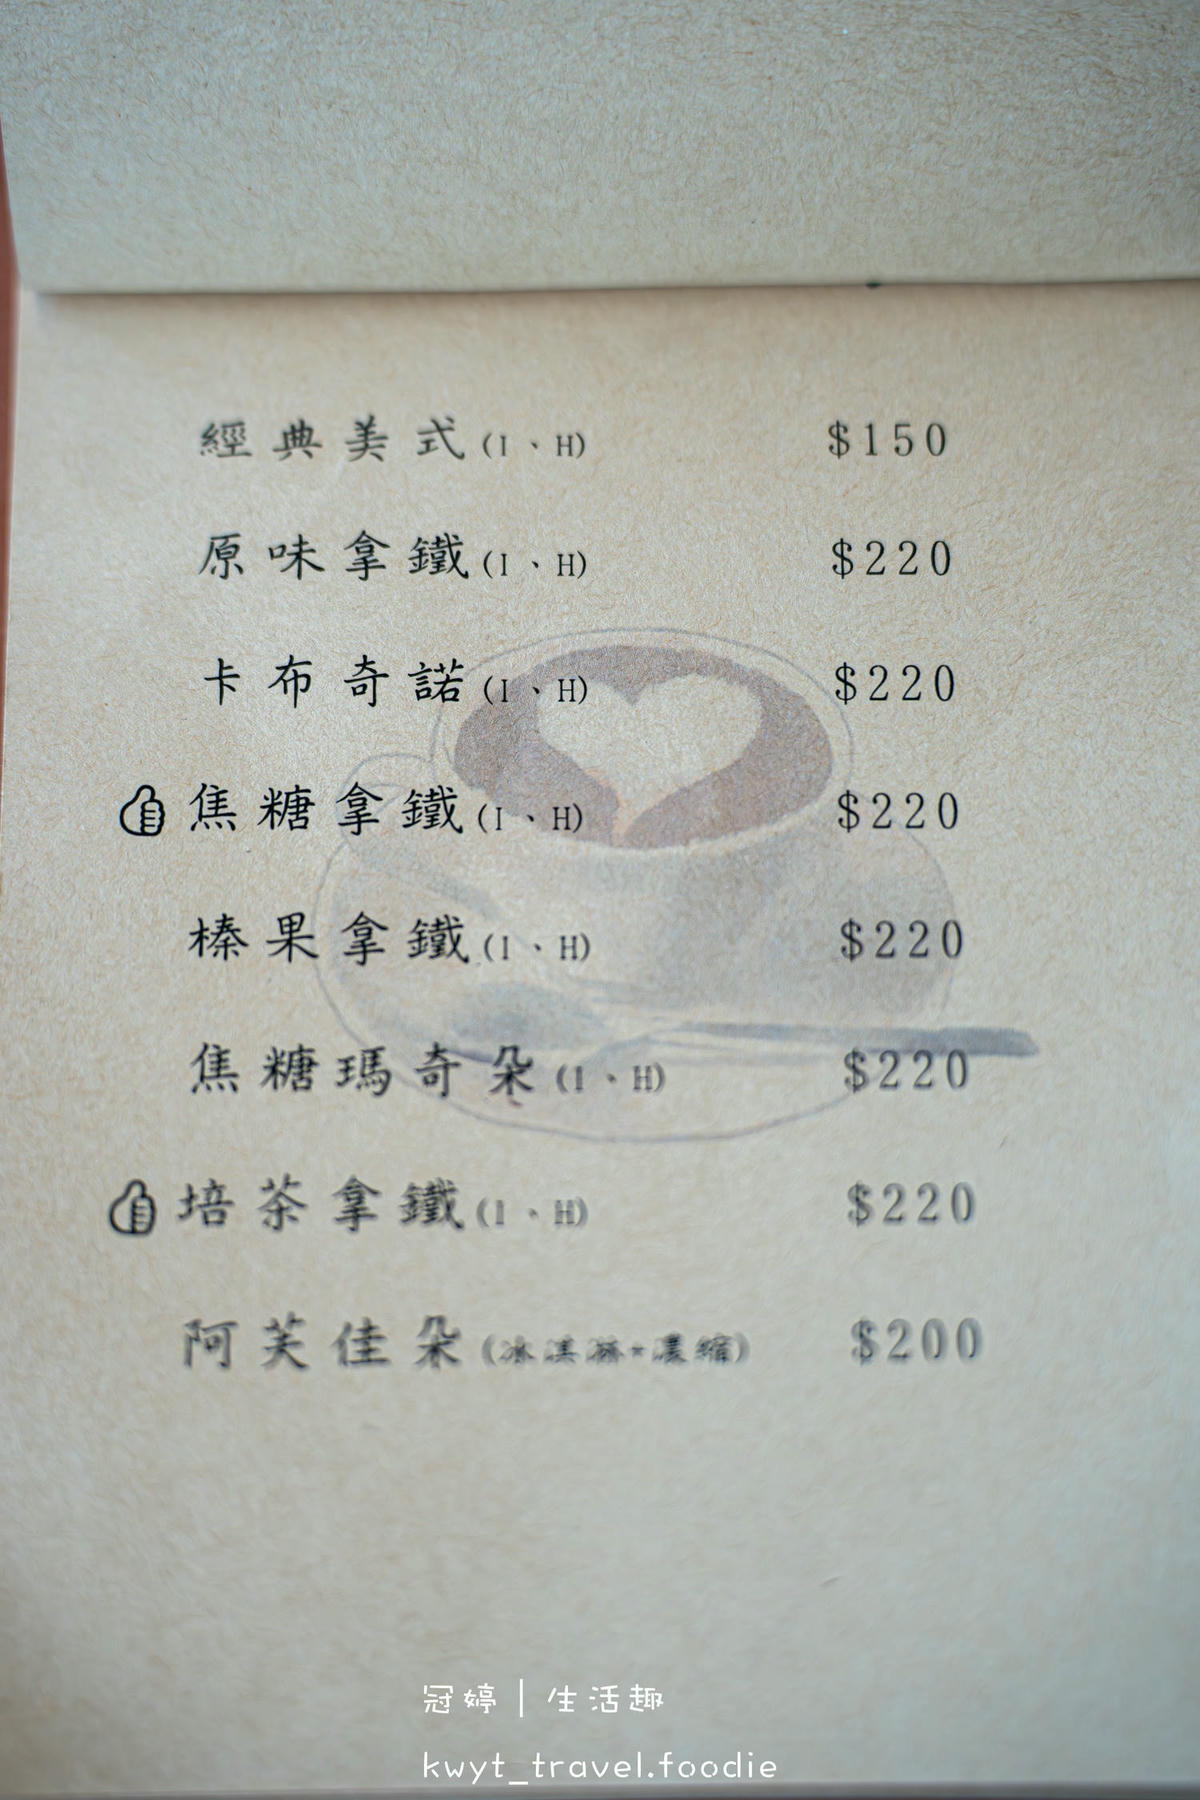 經典美式(I、H) $150
原味拿鐵(I、H) $220
卡布奇諾(I、H) $220
焦糖拿鐵(I、H) $220
榛果拿鐵(I、H) $220
焦糖瑪奇朵(I、H) $220
培茶拿鐵(I、H) $220
阿芙佳朵(冰淇淋+濃縮) $200
冠婷 | 生活趣
kwyt_travel.foodie